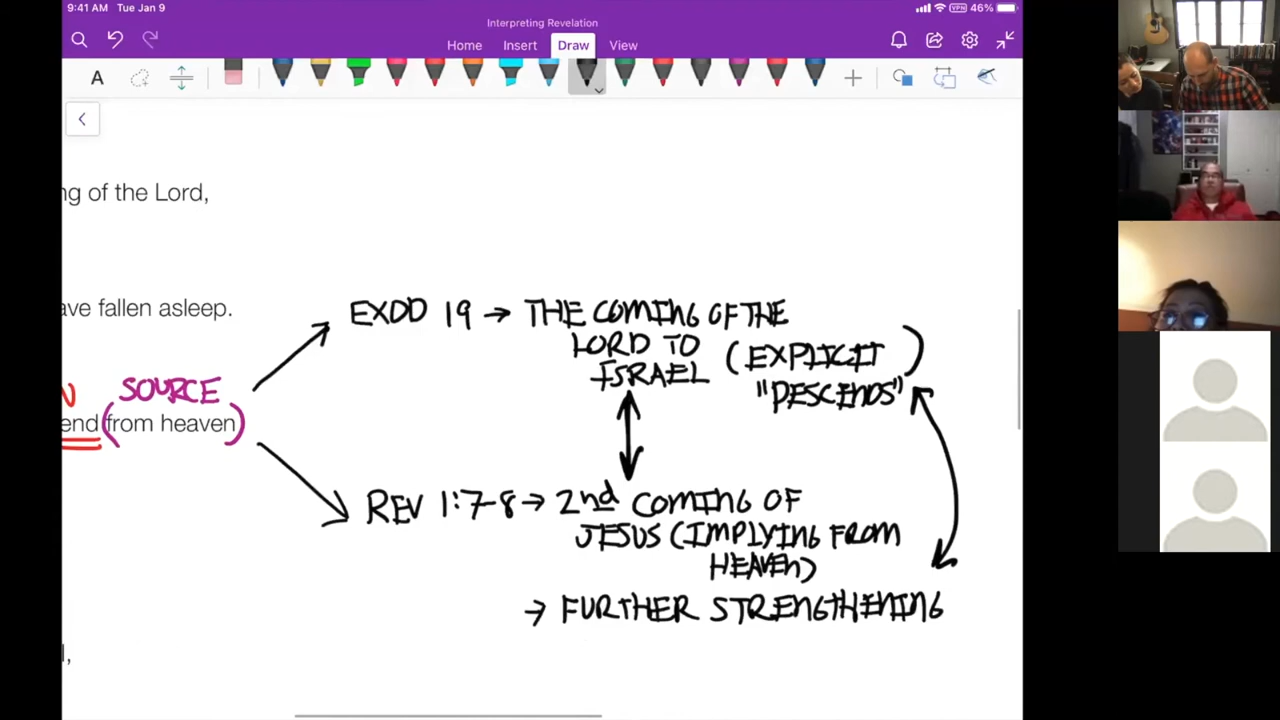 9:41 AM Tue Jan 9
VPN 46%
Interpreting Revelation
Home Insert Draw View
A
ng of the Lord,
ave fallen asleep.
EXOD 19 → THE COMING OF THE
LORD TO
ISRAEL (EXPLICIT
"DESCENDS")
N
SOURCE
end (from heaven)
REV 1:7-8 → 2nd COMING OF
JESUS (IMPLYING FROM
HEAVEN)
→ FURTHER STRENGTHENING
l,